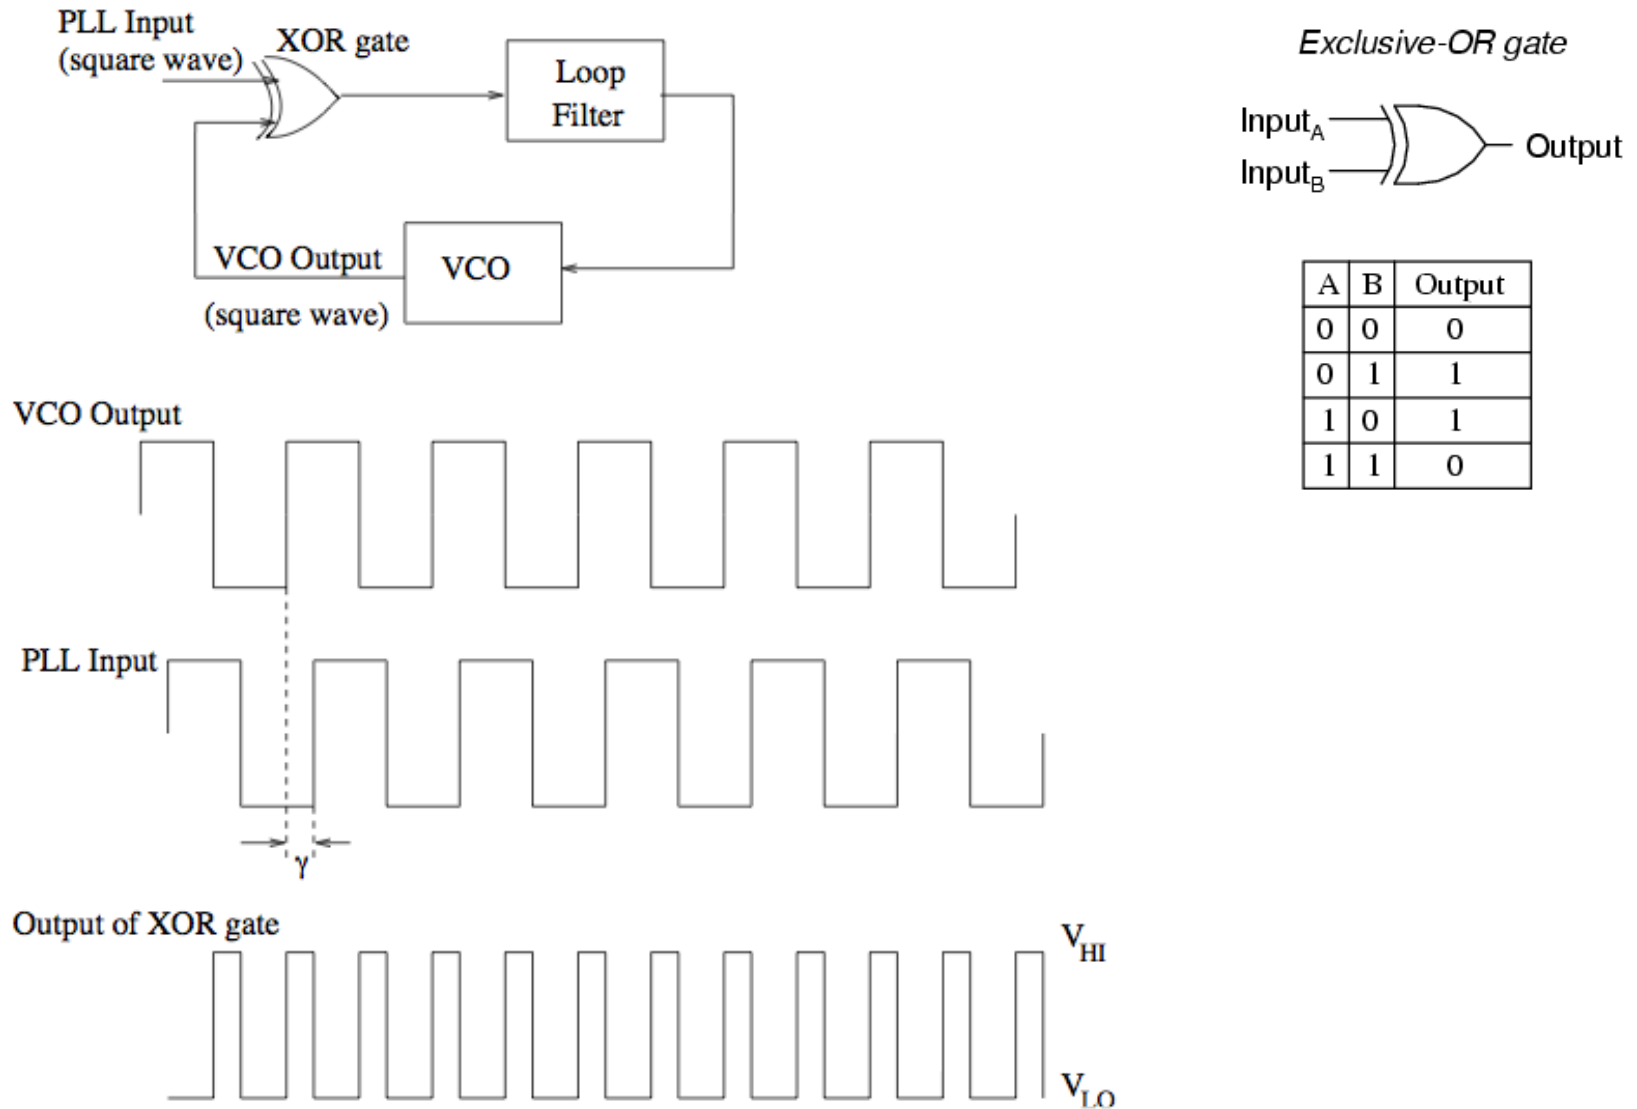 PLL Input
(square wave)
XOR gate
Loop
Filter
VCO Output
(square wave)
VCO
Exclusive-OR gate
Input_A
Input_B
Output
A B Output
0 0 0
0 1 1
1 0 1
1 1 0
VCO Output
PLL Input
γ
Output of XOR gate
V_HI
V_LO